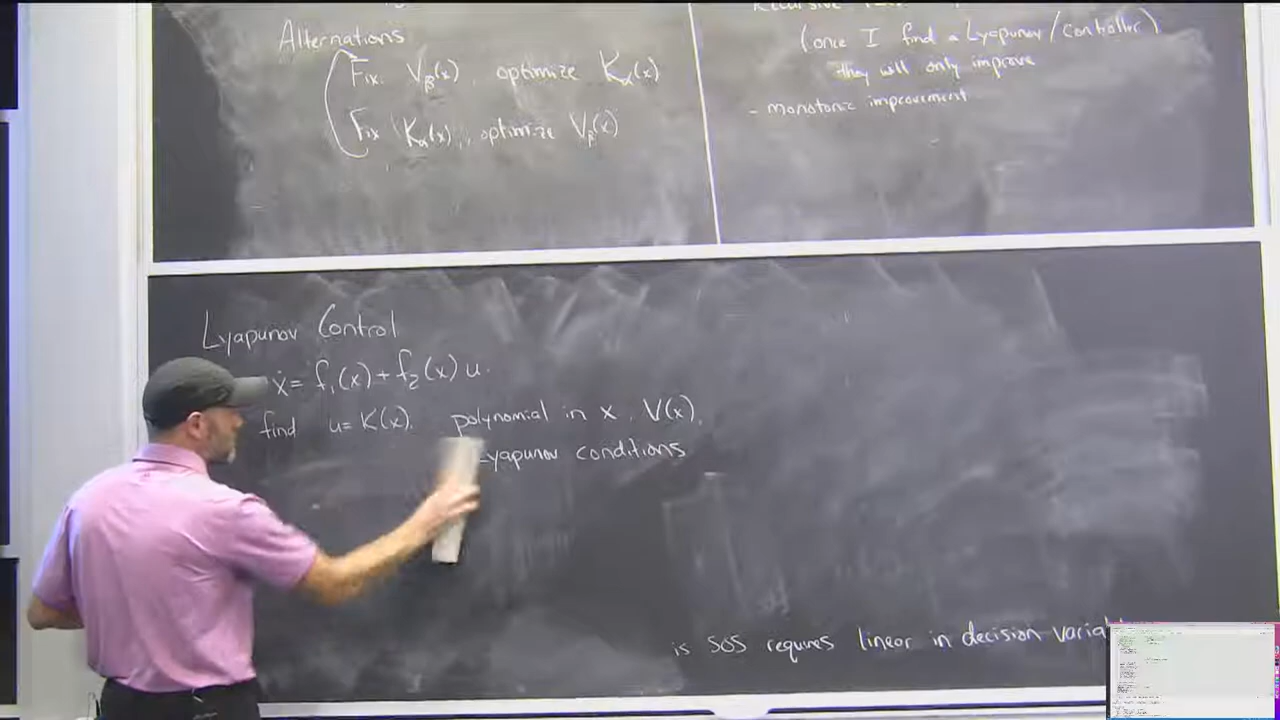 Alternations
Fix V_β(x), optimize K_α(x)
Fix K_α(x), optimize V_β(x)
(once I find a Lyapunov/Controller)
they will only improve
- monotonic improvement
Lyapunov Control
ẋ = f₁(x) + f₂(x) u.
find u = K(x), polynomial in x, V(x),
Lyapunov conditions
is SOS requires linear in decision